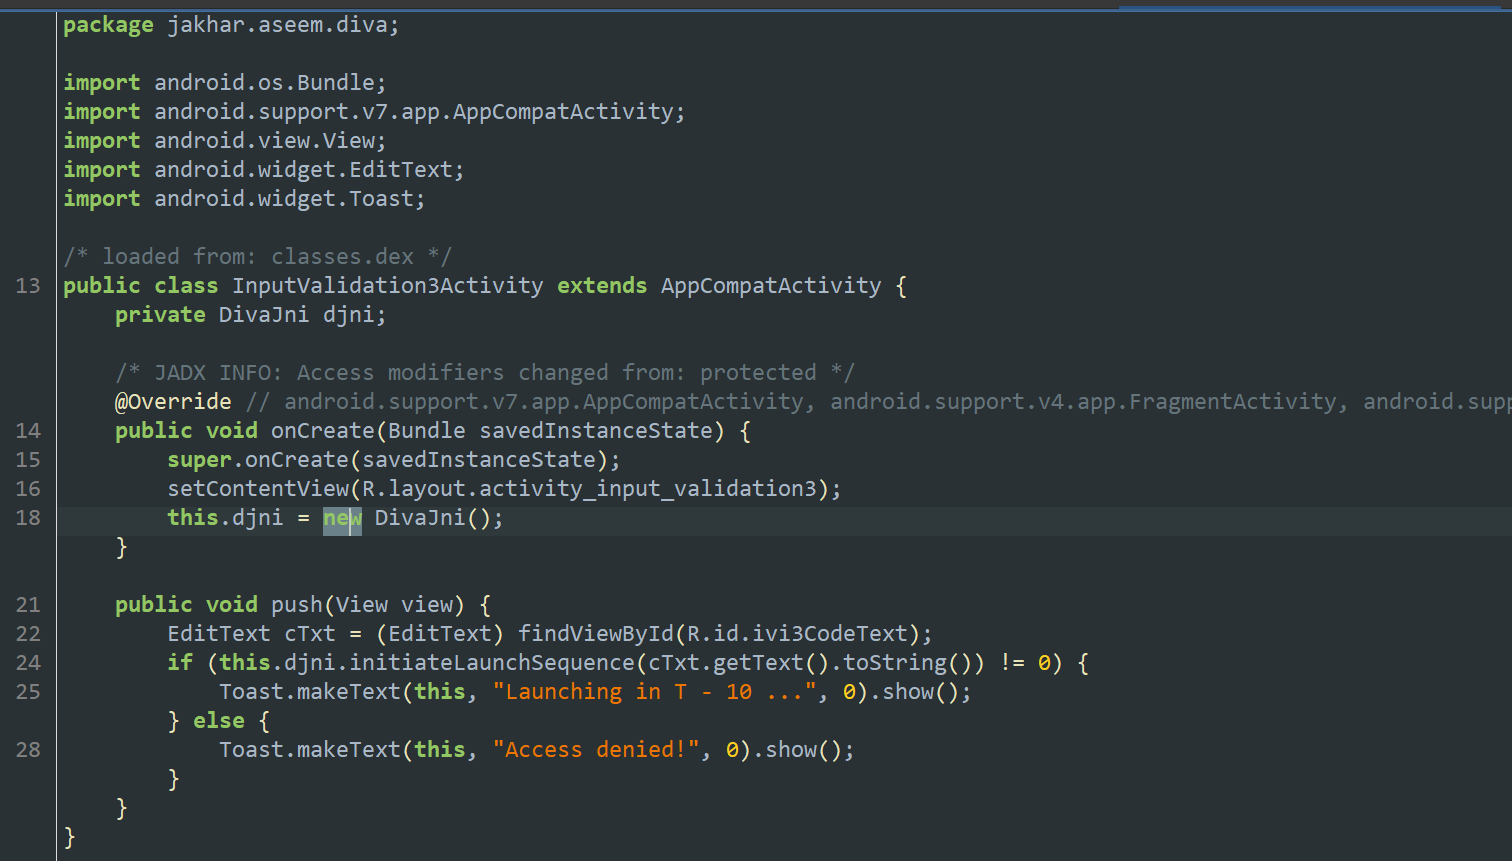 package jakhar.aseem.diva;
import android.os.Bundle;
import android.support.v7.app.AppCompatActivity;
import android.view.View;
import android.widget.EditText;
import android.widget.Toast;
/* loaded from: classes.dex */
13 public class InputValidation3Activity extends AppCompatActivity {
private DivaJni djni;
/* JADX INFO: Access modifiers changed from: protected */
@Override // android.support.v7.app.AppCompatActivity, android.support.v4.app.FragmentActivity, android.supp
14 public void onCreate(Bundle savedInstanceState) {
15 super.onCreate(savedInstanceState);
16 setContentView(R.layout.activity_input_validation3);
18 this.djni = new DivaJni();
}
21 public void push(View view) {
22 EditText cTxt = (EditText) findViewById(R.id.ivi3CodeText);
24 if (this.djni.initiateLaunchSequence(cTxt.getText().toString()) != 0) {
25 Toast.makeText(this, "Launching in T - 10 ...", 0).show();
} else {
28 Toast.makeText(this, "Access denied!", 0).show();
}
}
}